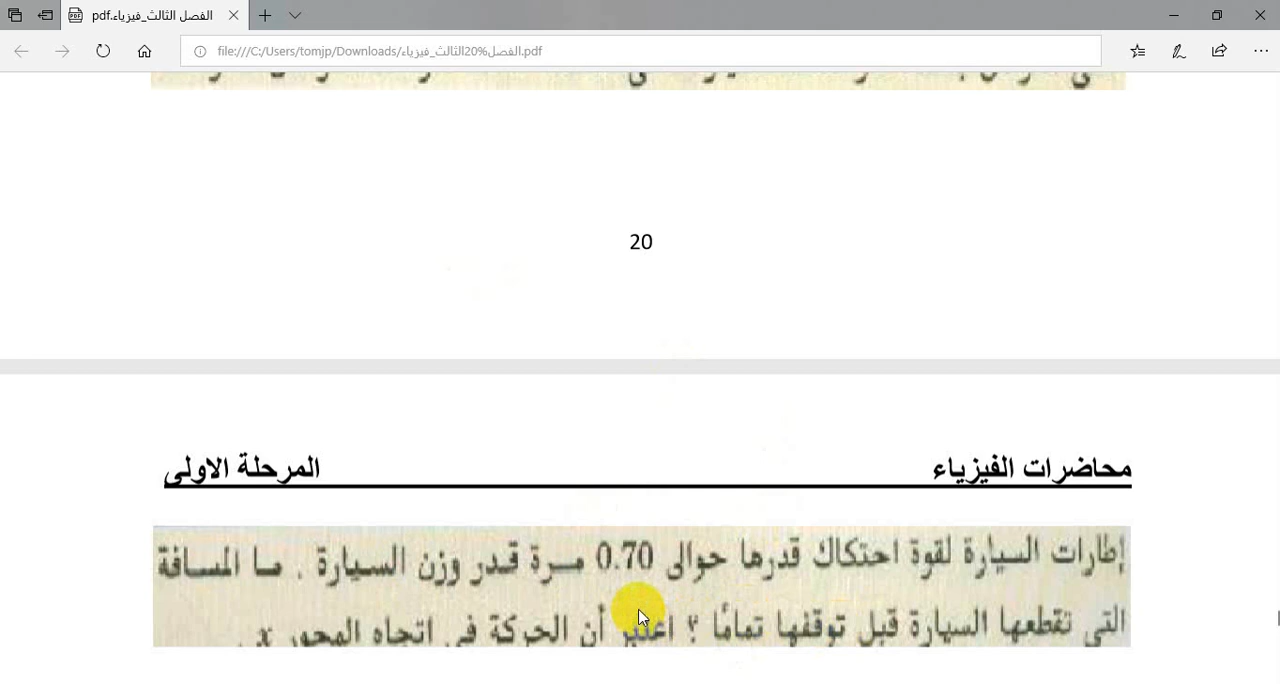 الفصل الثالث_فيزياء.pdf
file:///C:/Users/tomjp/Downloads/الفصل%20الثالث_فيزياء.pdf
20
محاضرات الفيزياء
المرحلة الاولى
إطارات السيارة لقوة احتكاك قدرها حوالى 0.70 مرة قدر وزن السيارة . ما المسافة
التى تقطعها السيارة قبل توقفها تمامًا ؟ اعتبر أن الحركة فى اتجاه المحور x .